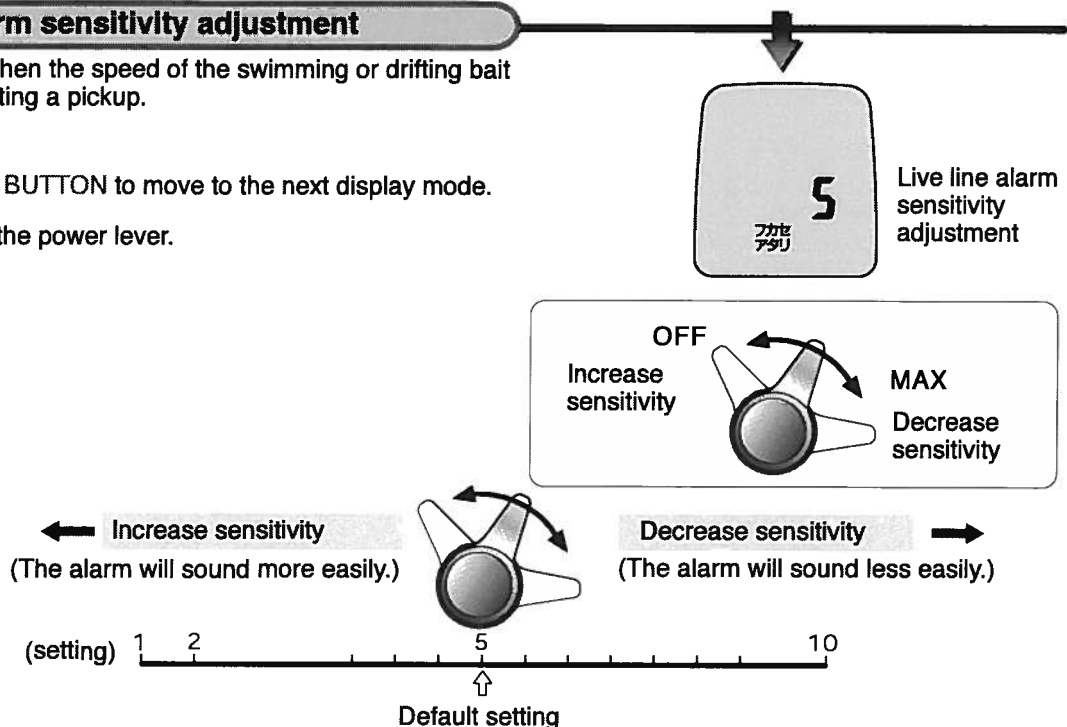 rm sensitivity adjustment
hen the speed of the swimming or drifting bait
ting a pickup.
BUTTON to move to the next display mode.
the power lever.
5
フカセ
アタリ
Live line alarm
sensitivity
adjustment
OFF
Increase
sensitivity
MAX
Decrease
sensitivity
Increase sensitivity
Decrease sensitivity
(The alarm will sound more easily.)
(The alarm will sound less easily.)
(setting) 1 2 5 10
Default setting